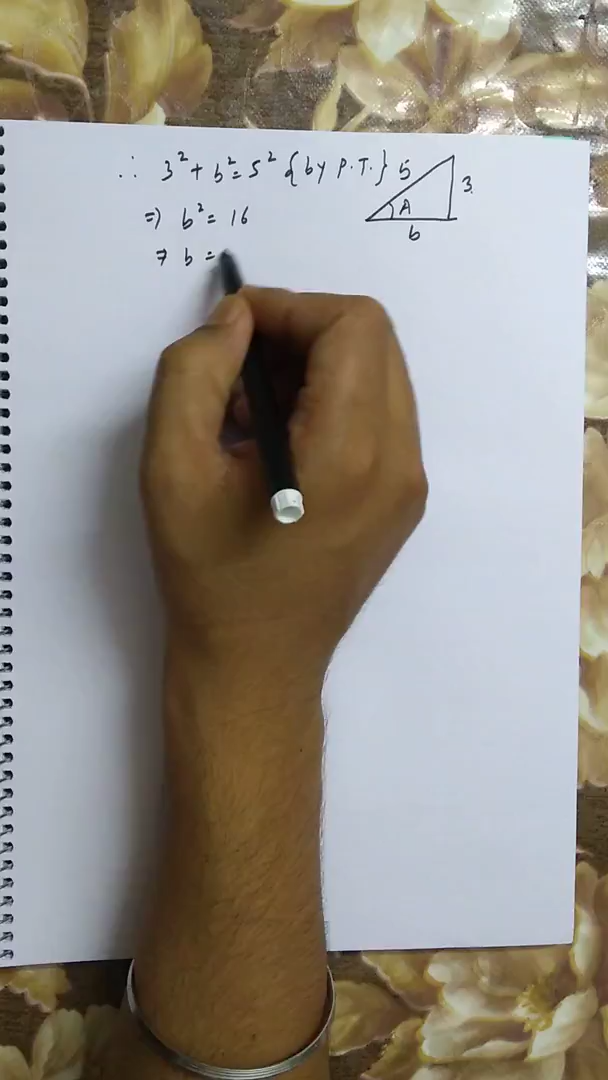 ∴ 3² + b² = 5² {by P.T.}
⇒ b² = 16
⇒ b =
5
3
A
b